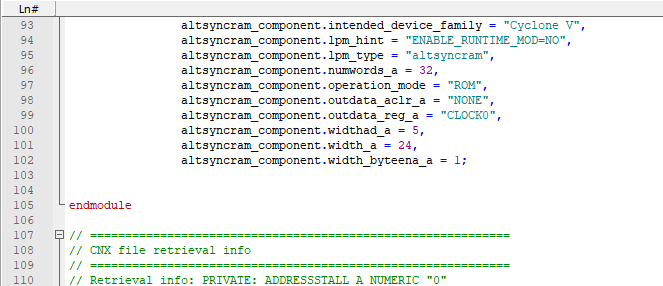 Ln#
93 altsyncram_component.intended_device_family = "Cyclone V",
94 altsyncram_component.lpm_hint = "ENABLE_RUNTIME_MOD=NO",
95 altsyncram_component.lpm_type = "altsyncram",
96 altsyncram_component.numwords_a = 32,
97 altsyncram_component.operation_mode = "ROM",
98 altsyncram_component.outdata_aclr_a = "NONE",
99 altsyncram_component.outdata_reg_a = "CLOCK0",
100 altsyncram_component.widthad_a = 5,
101 altsyncram_component.width_a = 24,
102 altsyncram_component.width_byteena_a = 1;
103
104
105 endmodule
106
107 // ============================================================
108 // CNX file retrieval info
109 // ============================================================
110 // Retrieval info: PRIVATE: ADDRESSSTALL_A NUMERIC "0"